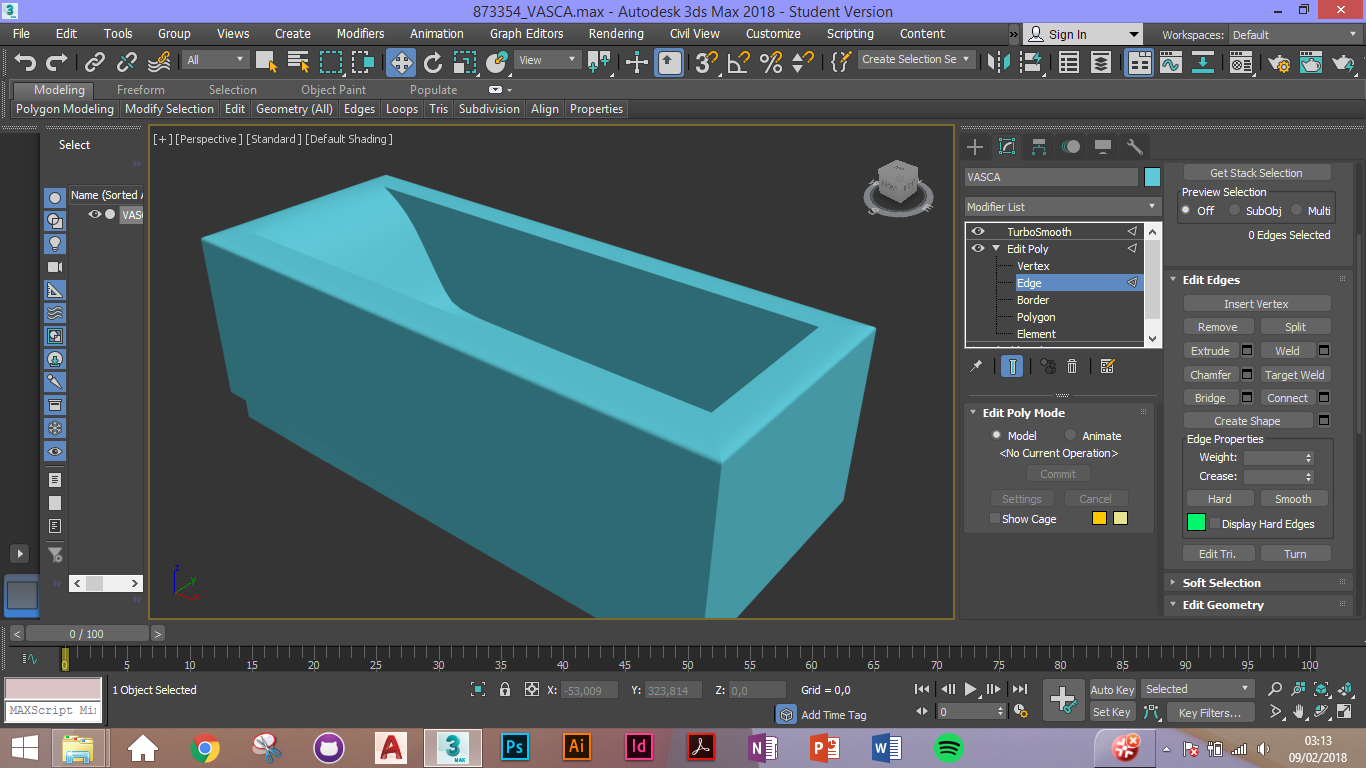 873354_VASCA.max - Autodesk 3ds Max 2018 - Student Version
File Edit Tools Group Views Create Modifiers Animation Graph Editors Rendering Civil View Customize Scripting Content » Sign In Workspaces: Default
All View Create Selection Se
Modeling Freeform Selection Object Paint Populate
Polygon Modeling Modify Selection Edit Geometry (All) Edges Loops Tris Subdivision Align Properties
Select
Name (Sorted A
VASC
[+] [Perspective] [Standard] [Default Shading]
VASCA
Modifier List
TurboSmooth
Edit Poly
Vertex
Edge
Border
Polygon
Element
Edit Poly Mode
Model Animate
<No Current Operation>
Commit
Settings Cancel
Show Cage
Get Stack Selection
Preview Selection
Off SubObj Multi
0 Edges Selected
Edit Edges
Insert Vertex
Remove Split
Extrude Weld
Chamfer Target Weld
Bridge Connect
Create Shape
Edge Properties
Weight:
Crease:
Hard Smooth
Display Hard Edges
Edit Tri. Turn
Soft Selection
Edit Geometry
z
y
x
< 0 / 100 >
0 5 10 15 20 25 30 35 40 45 50 55 60 65 70 75 80 85 90 95 100
1 Object Selected X: -53,009 Y: 323,814 Z: 0,0 Grid = 0,0 Auto Key Selected
MAXScript Mi
Add Time Tag 0 Set Key Key Filters...
A 3 MAX Ps Ai Id N P W
03:13
09/02/2018